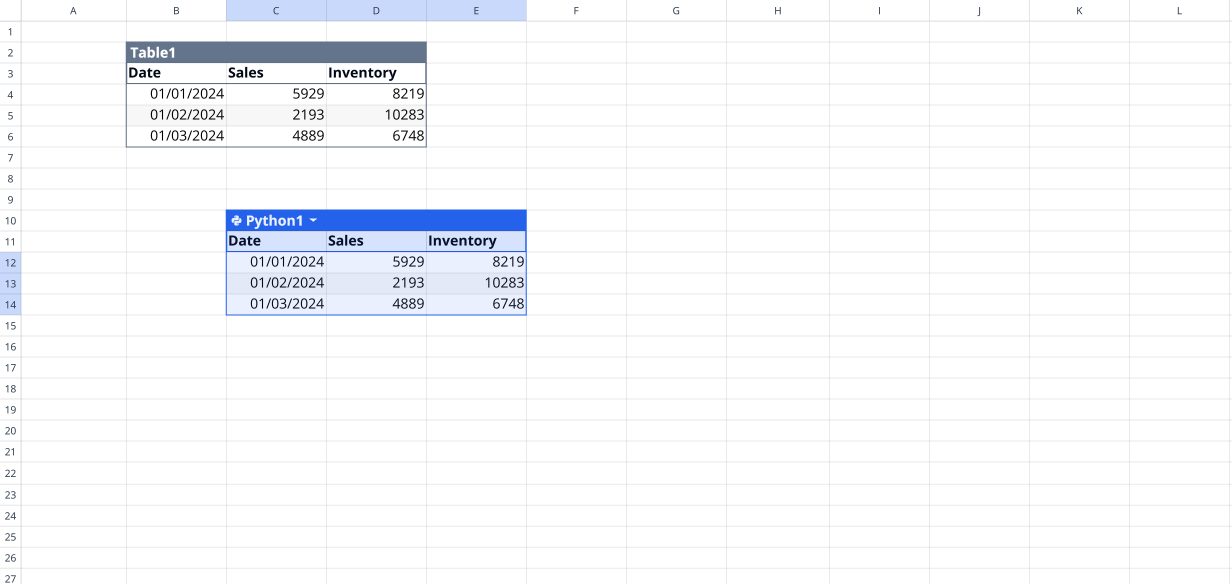 A B C D E F G H I J K L
1
2 Table1
3 Date Sales Inventory
4 01/01/2024 5929 8219
5 01/02/2024 2193 10283
6 01/03/2024 4889 6748
7
8
9
10 Python1
11 Date Sales Inventory
12 01/01/2024 5929 8219
13 01/02/2024 2193 10283
14 01/03/2024 4889 6748
15
16
17
18
19
20
21
22
23
24
25
26
27